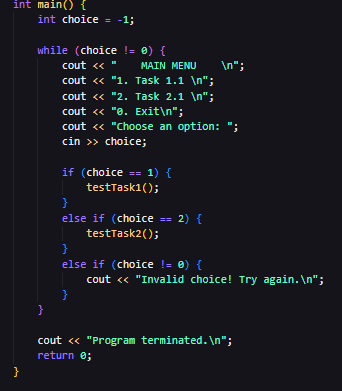 int main() {
    int choice = -1;

    while (choice != 0) {
        cout << "    MAIN MENU    \n";
        cout << "1. Task 1.1 \n";
        cout << "2. Task 2.1 \n";
        cout << "0. Exit\n";
        cout << "Choose an option: ";
        cin >> choice;

        if (choice == 1) {
            testTask1();
        }
        else if (choice == 2) {
            testTask2();
        }
        else if (choice != 0) {
            cout << "Invalid choice! Try again.\n";
        }
    }

    cout << "Program terminated.\n";
    return 0;
}